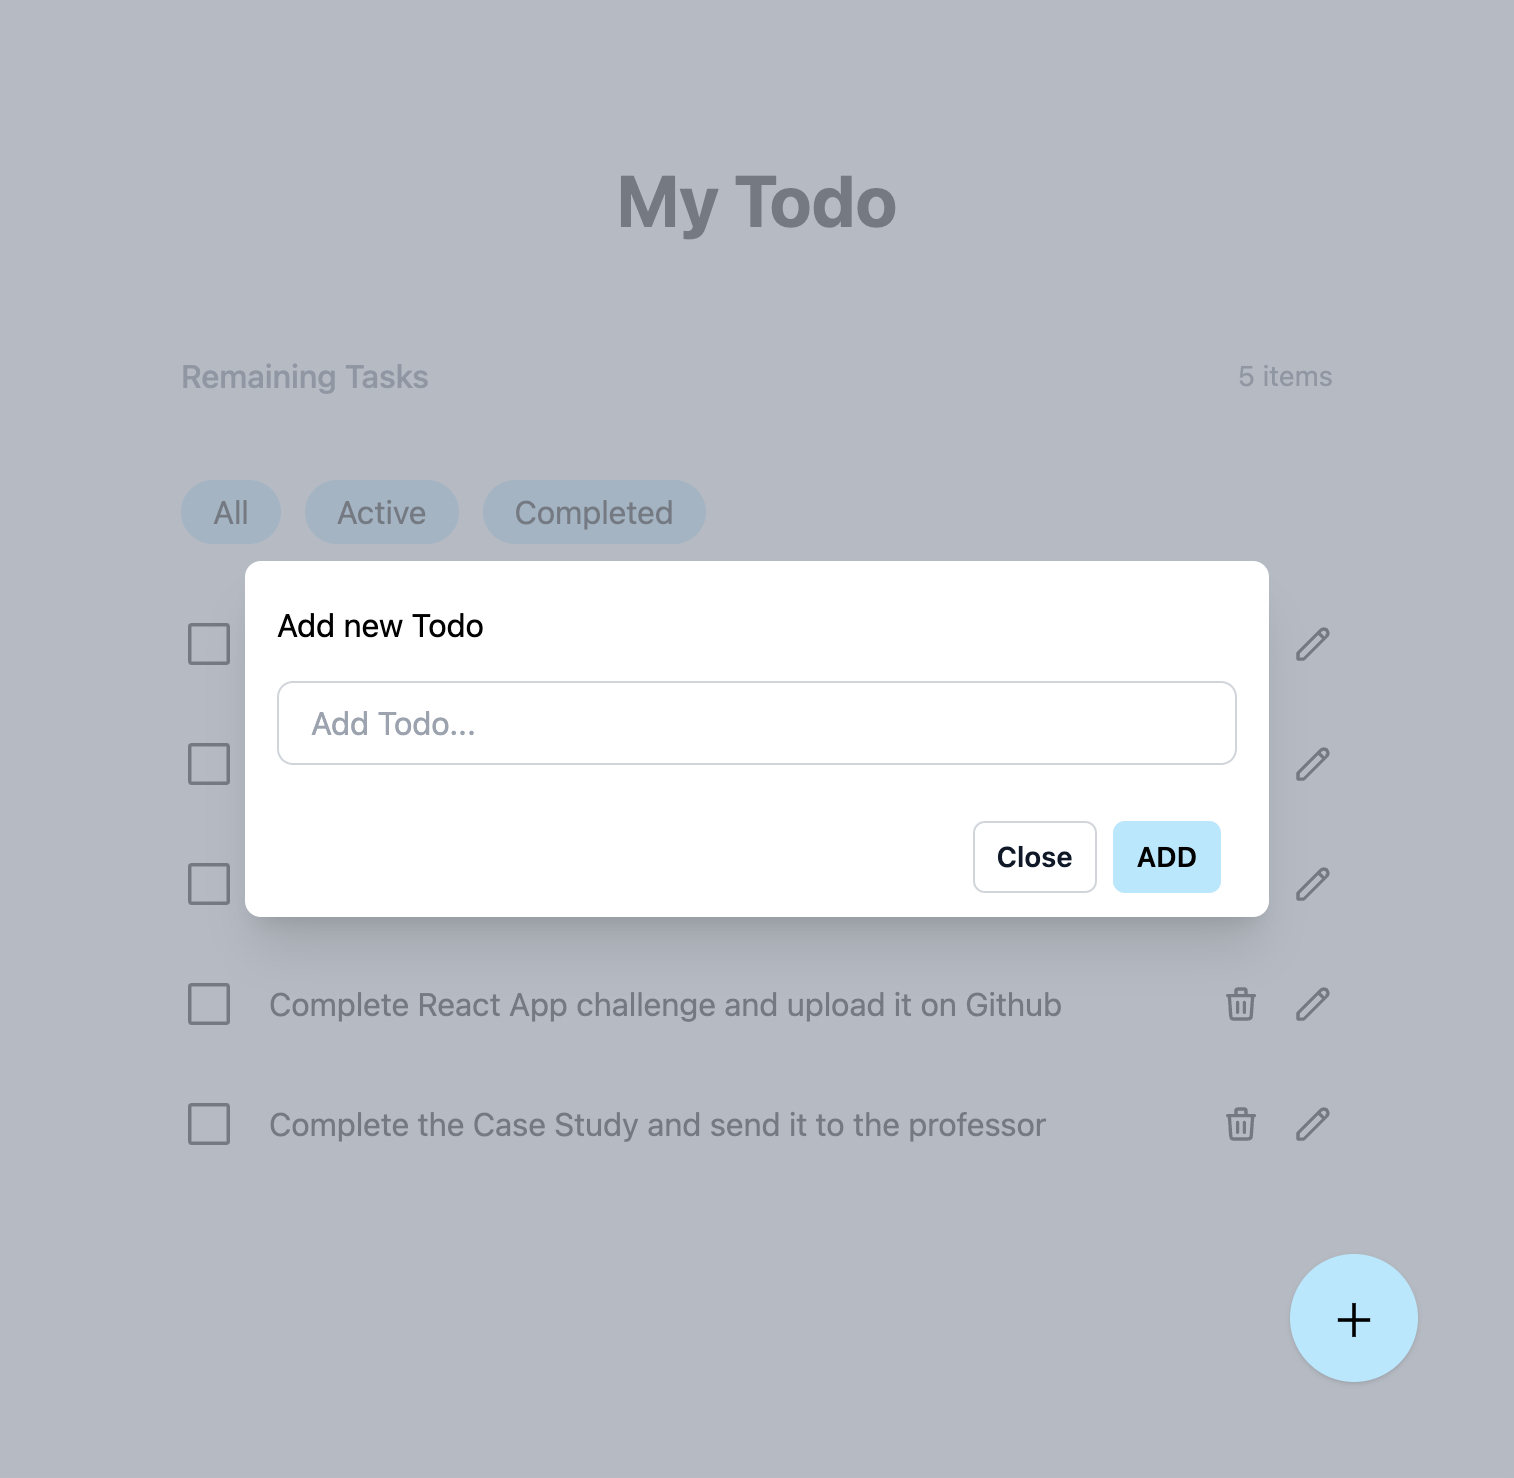 My Todo
Remaining Tasks
5 items
All
Active
Completed
Add new Todo
Add Todo...
Close
ADD
Complete React App challenge and upload it on Github
Complete the Case Study and send it to the professor